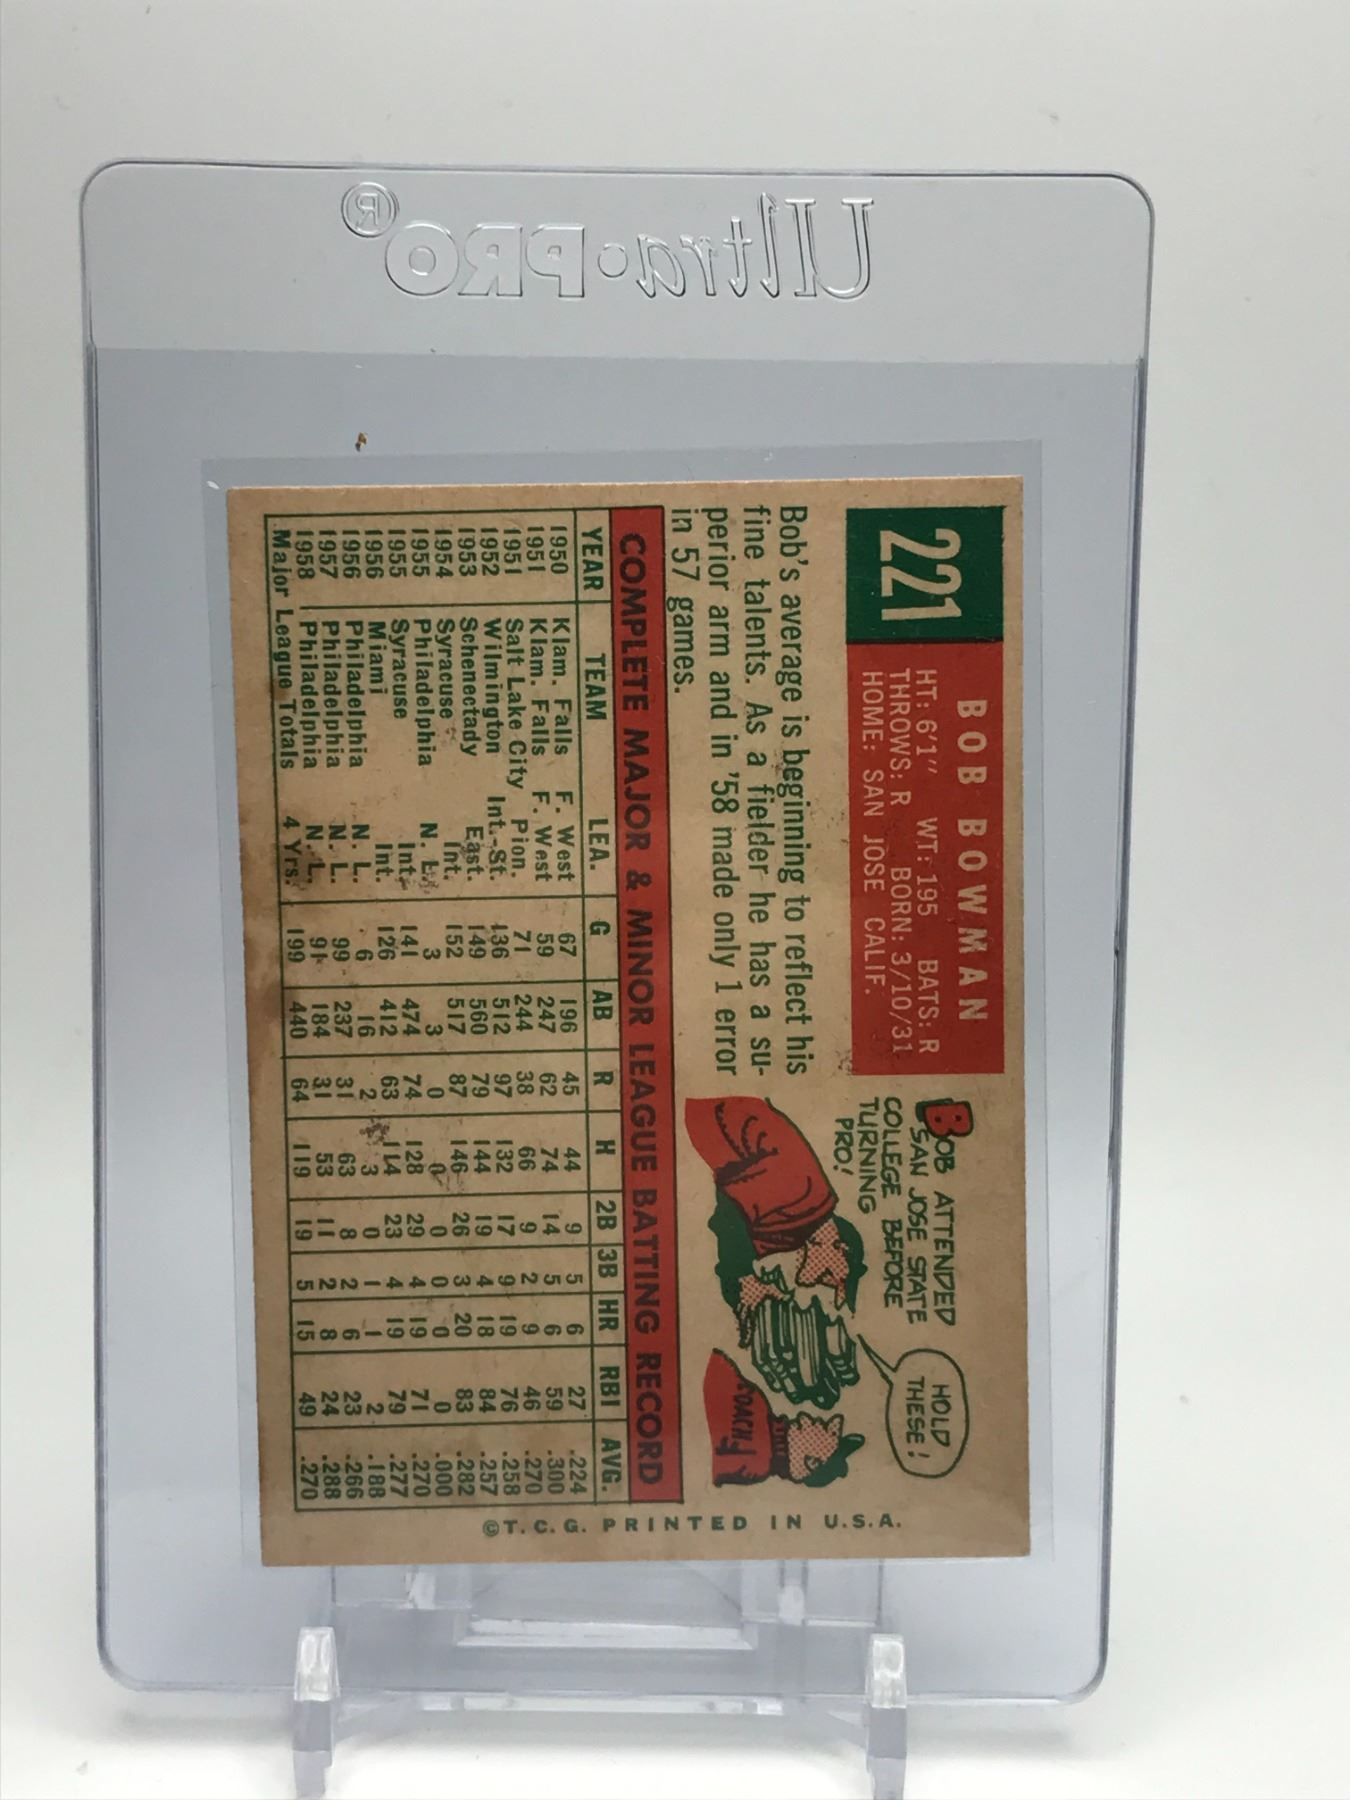 Ultra·PRO®
221
BOB BOWMAN
HT: 6'1" WT: 195 BATS: R
THROWS: R BORN: 3/10/31
HOME: SAN JOSE CALIF.
Bob's average is beginning to reflect his
fine talents. As a fielder he has a su-
perior arm and in '58 made only 1 error
in 57 games.
BOB ATTENDED
SAN JOSE STATE
COLLEGE BEFORE
TURNING
PRO!
HOLD
THESE!
COACH
COMPLETE MAJOR & MINOR LEAGUE BATTING RECORD
YEAR TEAM LEA. G AB R H 2B 3B HR RBI AVG.
1950 Klam. Falls F. West 67 196 45 44 9 5 6 27 .224
1951 Klam. Falls F. West 59 247 62 74 14 5 6 59 .300
1951 Salt Lake City Pion. 71 244 38 66 9 2 9 46 .270
1952 Wilmington Int.-St. 136 512 97 132 17 9 19 76 .258
1953 Schenectady East. 149 560 79 144 19 4 18 84 .257
1954 Syracuse Int. 152 517 87 146 26 3 20 83 .282
1955 Philadelphia N. L. 3 3 0 0 0 0 0 0 .000
1955 Syracuse Int. 141 474 74 128 29 4 19 71 .270
1956 Miami Int. 126 412 63 114 23 4 19 79 .277
1956 Philadelphia N. L. 6 16 2 3 0 1 1 2 .188
1957 Philadelphia N. L. 99 237 31 63 8 2 6 23 .266
1958 Philadelphia N. L. 91 184 31 53 11 2 8 24 .288
Major League Totals 4 Yrs. 199 440 64 119 19 5 15 49 .270
©T. C. G. PRINTED IN U.S.A.